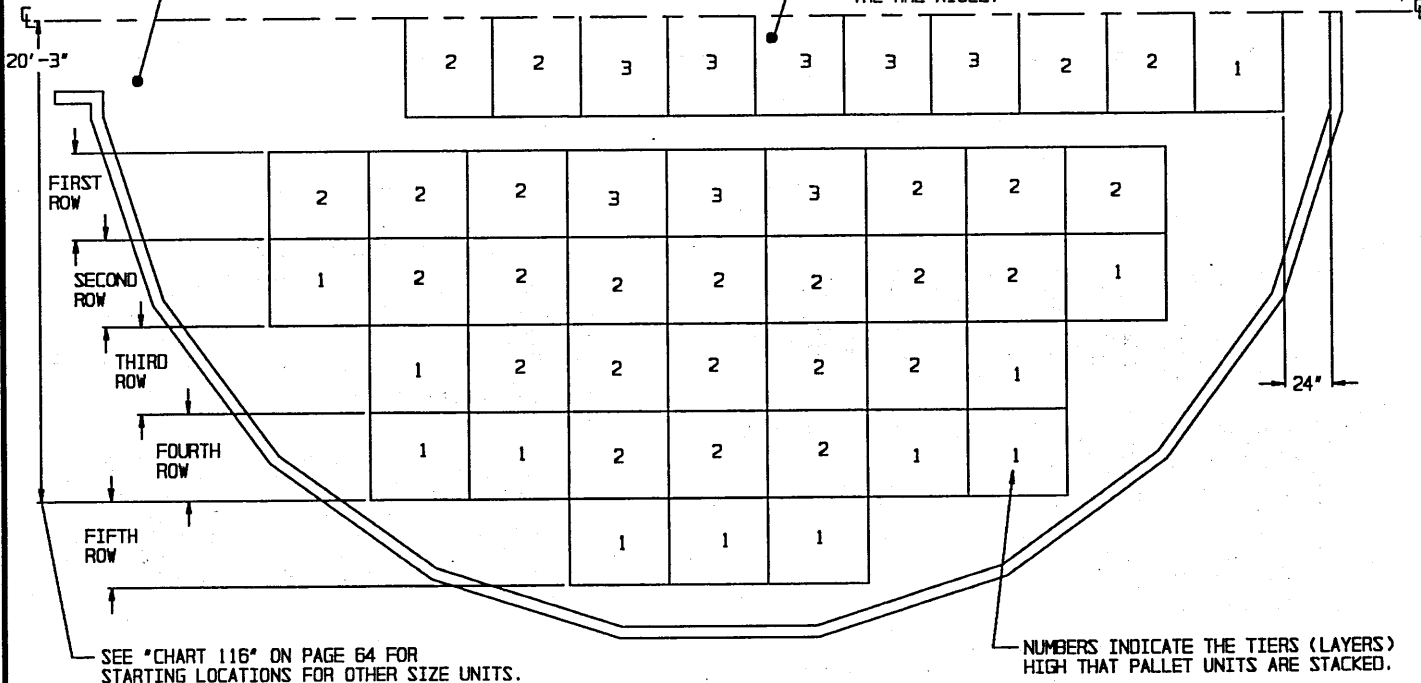 ℄ ℄
20'-3"
2 2 3 3 3 3 3 2 2 1
FIRST
ROW
2 2 2 3 3 3 2 2 2
SECOND
ROW
1 2 2 2 2 2 2 2 1
THIRD
ROW
1 2 2 2 2 2 1
24"
FOURTH
ROW
1 1 2 2 2 1 1
FIFTH
ROW
1 1 1
SEE "CHART 116" ON PAGE 64 FOR
STARTING LOCATIONS FOR OTHER SIZE UNITS.
NUMBERS INDICATE THE TIERS (LAYERS)
HIGH THAT PALLET UNITS ARE STACKED.